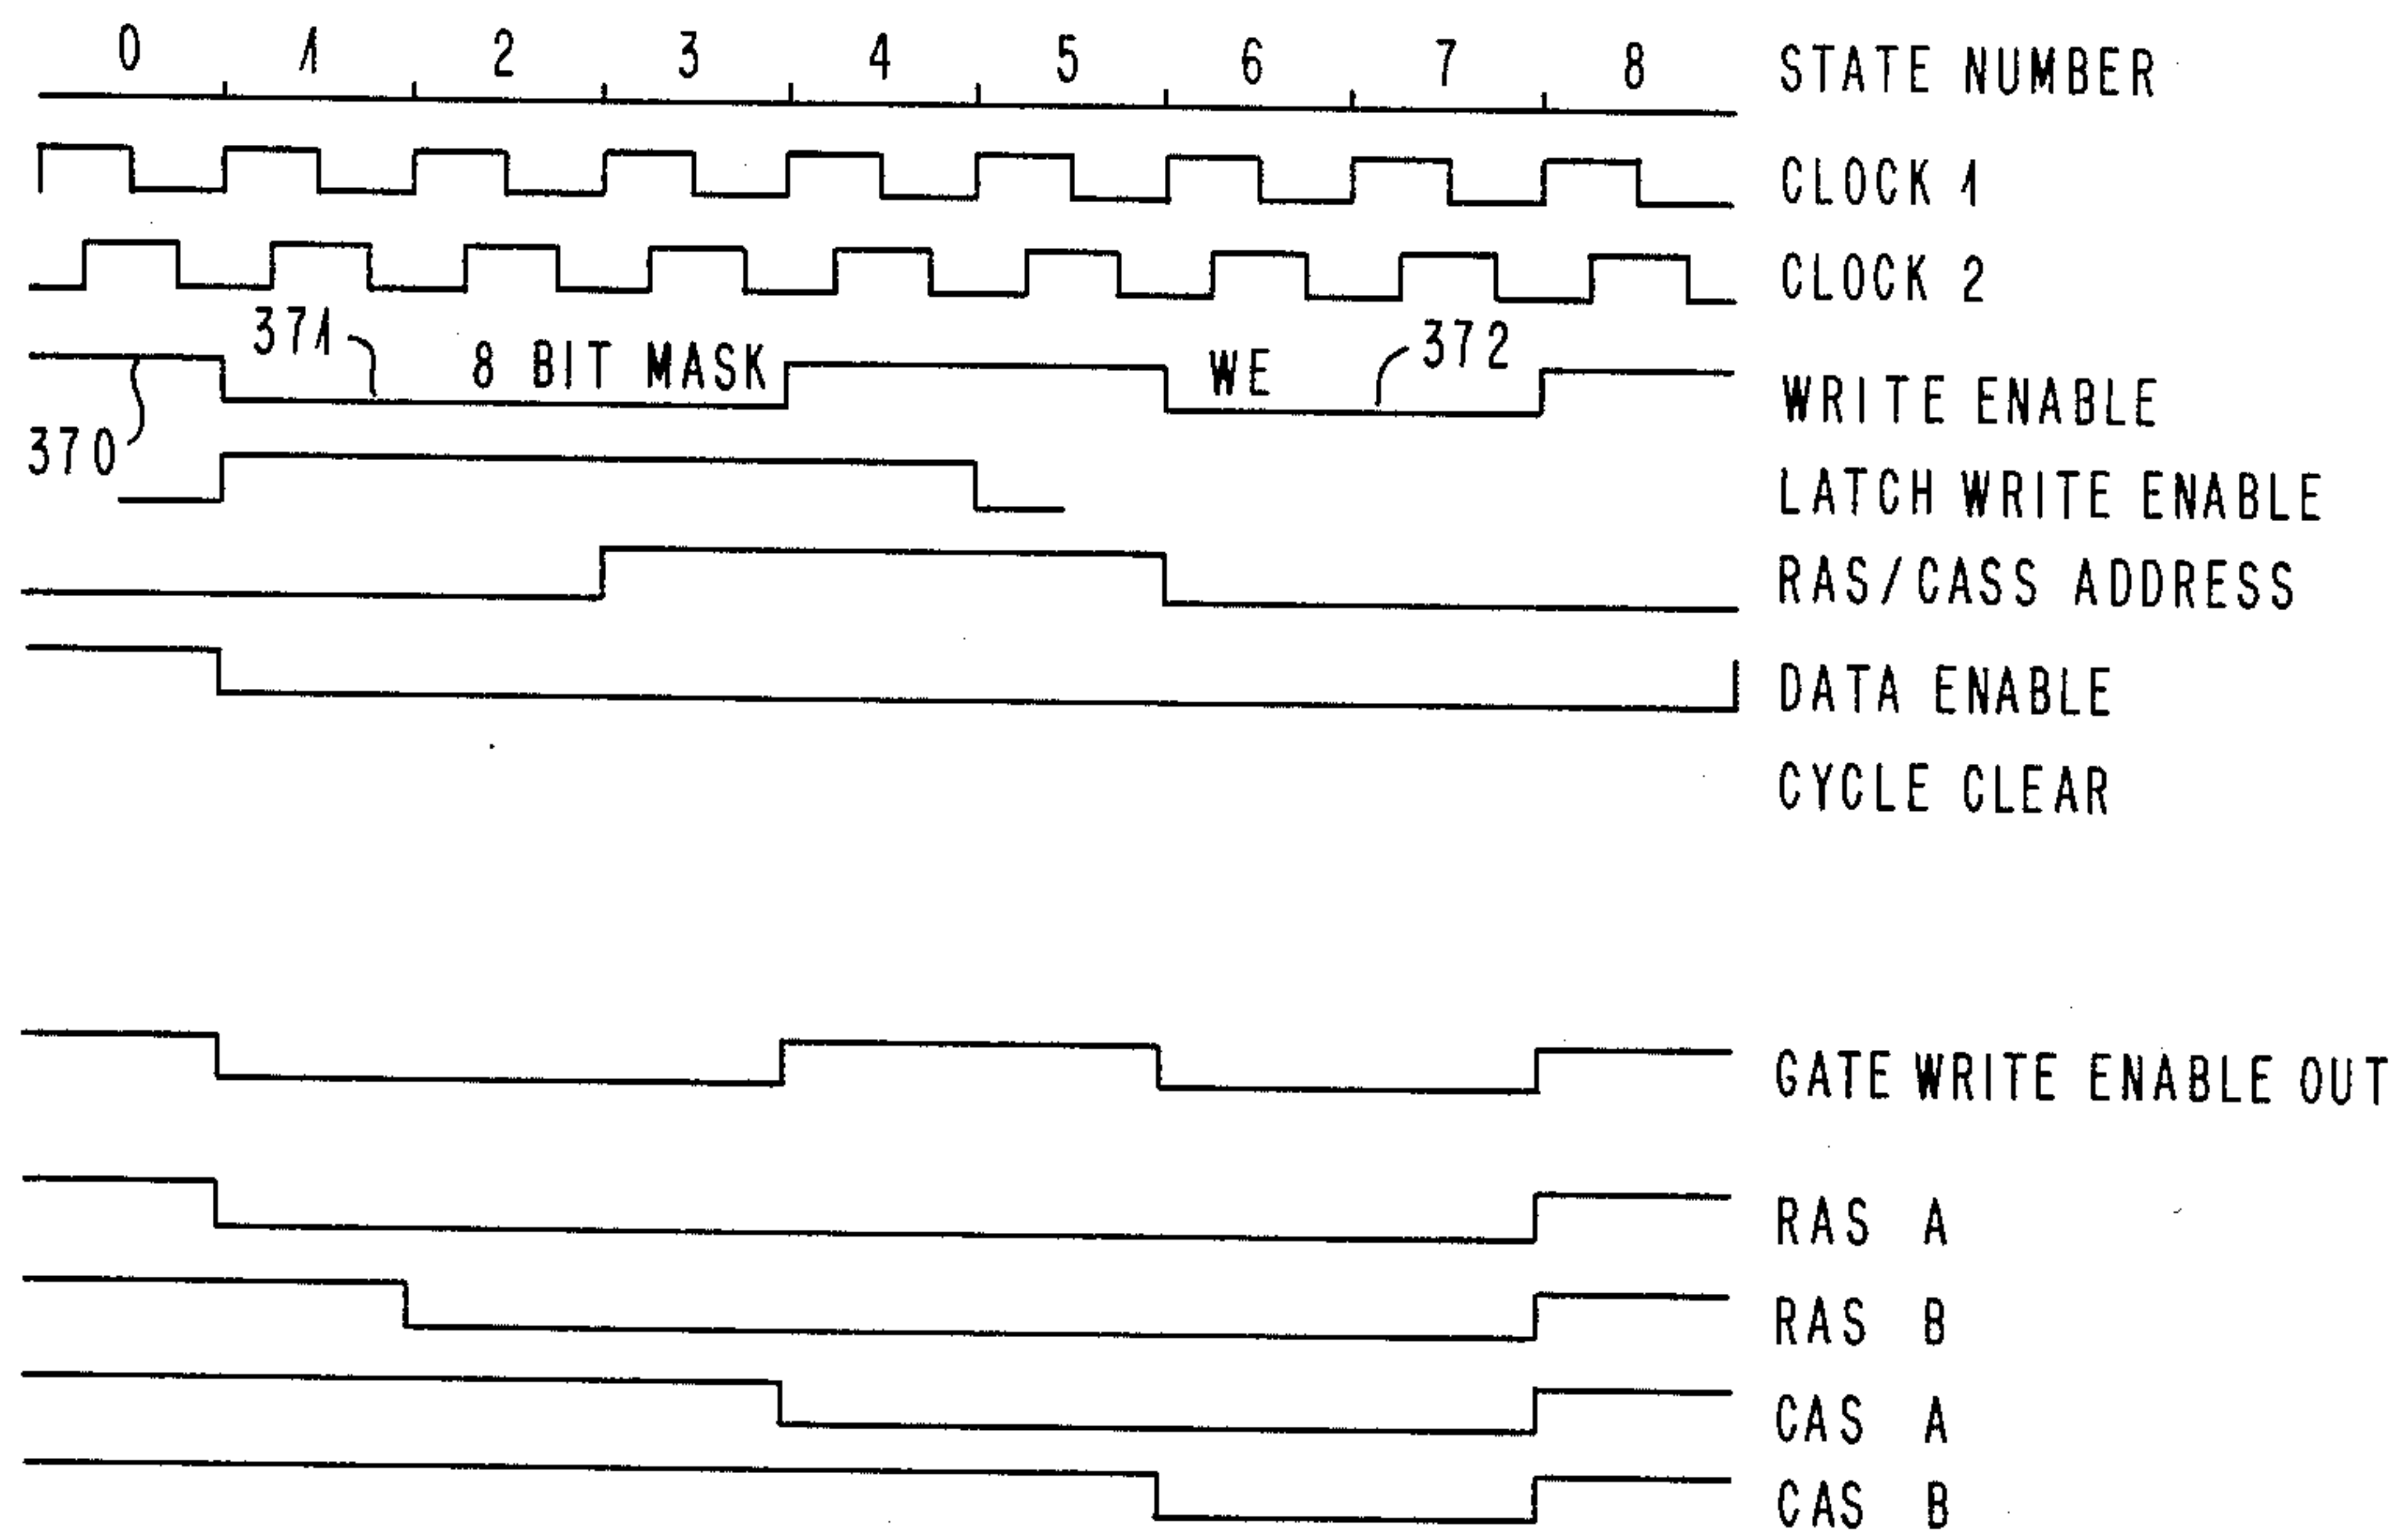 0 1 2 3 4 5 6 7 8 STATE NUMBER
CLOCK 1
CLOCK 2
371 8 BIT MASK WE 372
WRITE ENABLE
370
LATCH WRITE ENABLE
RAS/CASS ADDRESS
DATA ENABLE
CYCLE CLEAR
GATE WRITE ENABLE OUT
RAS A
RAS B
CAS A
CAS B